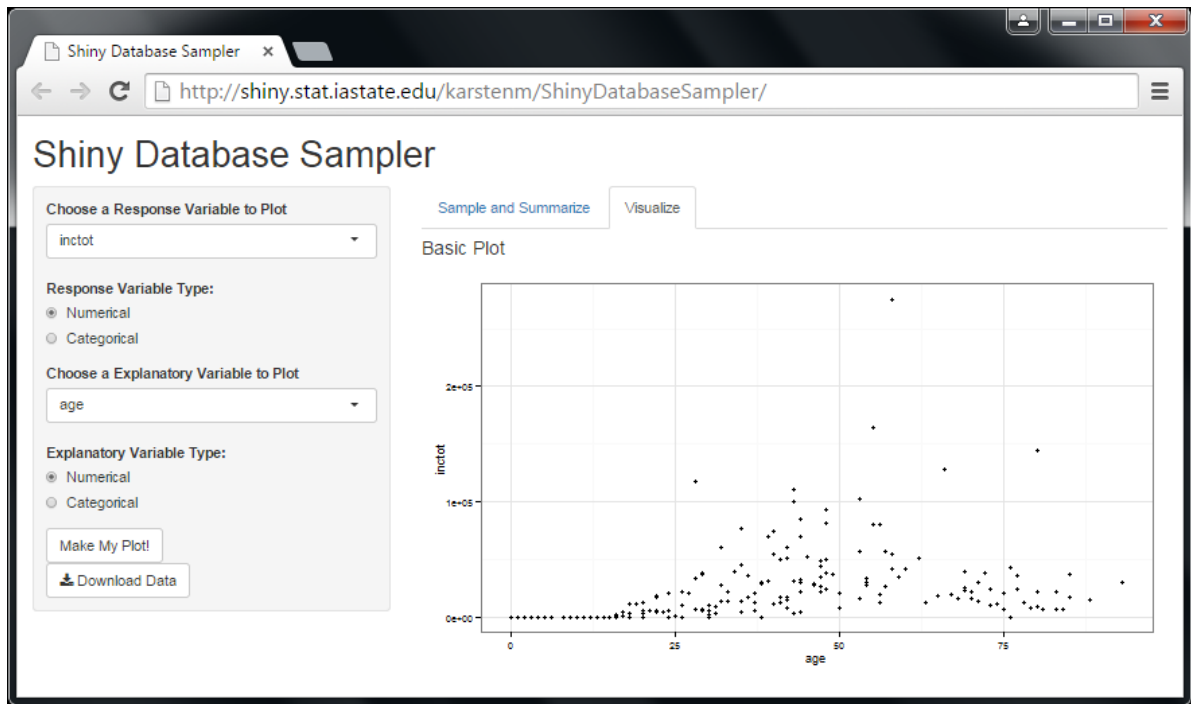 Shiny Database Sampler
http://shiny.stat.iastate.edu/karstenm/ShinyDatabaseSampler/
Shiny Database Sampler
Choose a Response Variable to Plot
inctot
Response Variable Type:
Numerical
Categorical
Choose a Explanatory Variable to Plot
age
Explanatory Variable Type:
Numerical
Categorical
Make My Plot!
Download Data
Sample and Summarize
Visualize
Basic Plot
inctot
2e+05
1e+05
0e+00
0
25
50
75
age